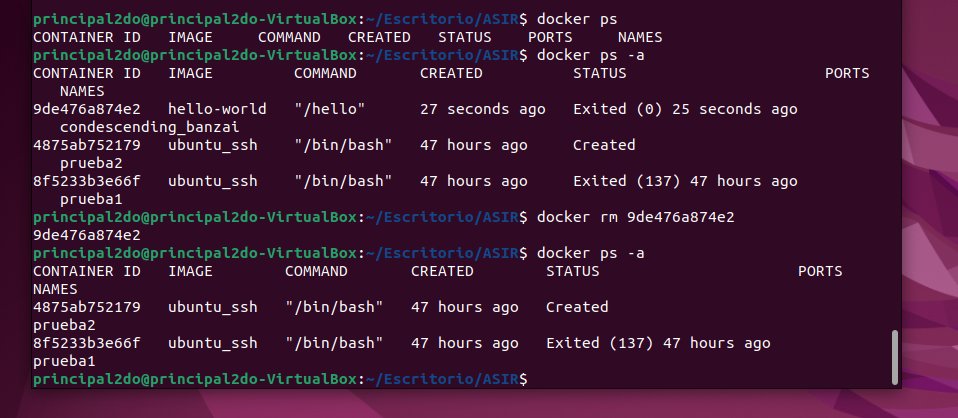 principal2do@principal2do-VirtualBox:~/Escritorio/ASIR$ docker ps
CONTAINER ID   IMAGE     COMMAND   CREATED   STATUS    PORTS     NAMES
principal2do@principal2do-VirtualBox:~/Escritorio/ASIR$ docker ps -a
CONTAINER ID   IMAGE         COMMAND       CREATED          STATUS                      PORTS
   NAMES
9de476a874e2   hello-world   "/hello"      27 seconds ago   Exited (0) 25 seconds ago
   condescending_banzai
4875ab752179   ubuntu_ssh    "/bin/bash"   47 hours ago     Created
   prueba2
8f5233b3e66f   ubuntu_ssh    "/bin/bash"   47 hours ago     Exited (137) 47 hours ago
   prueba1
principal2do@principal2do-VirtualBox:~/Escritorio/ASIR$ docker rm 9de476a874e2
9de476a874e2
principal2do@principal2do-VirtualBox:~/Escritorio/ASIR$ docker ps -a
CONTAINER ID   IMAGE        COMMAND       CREATED        STATUS                      PORTS
NAMES
4875ab752179   ubuntu_ssh   "/bin/bash"   47 hours ago   Created
prueba2
8f5233b3e66f   ubuntu_ssh   "/bin/bash"   47 hours ago   Exited (137) 47 hours ago
prueba1
principal2do@principal2do-VirtualBox:~/Escritorio/ASIR$